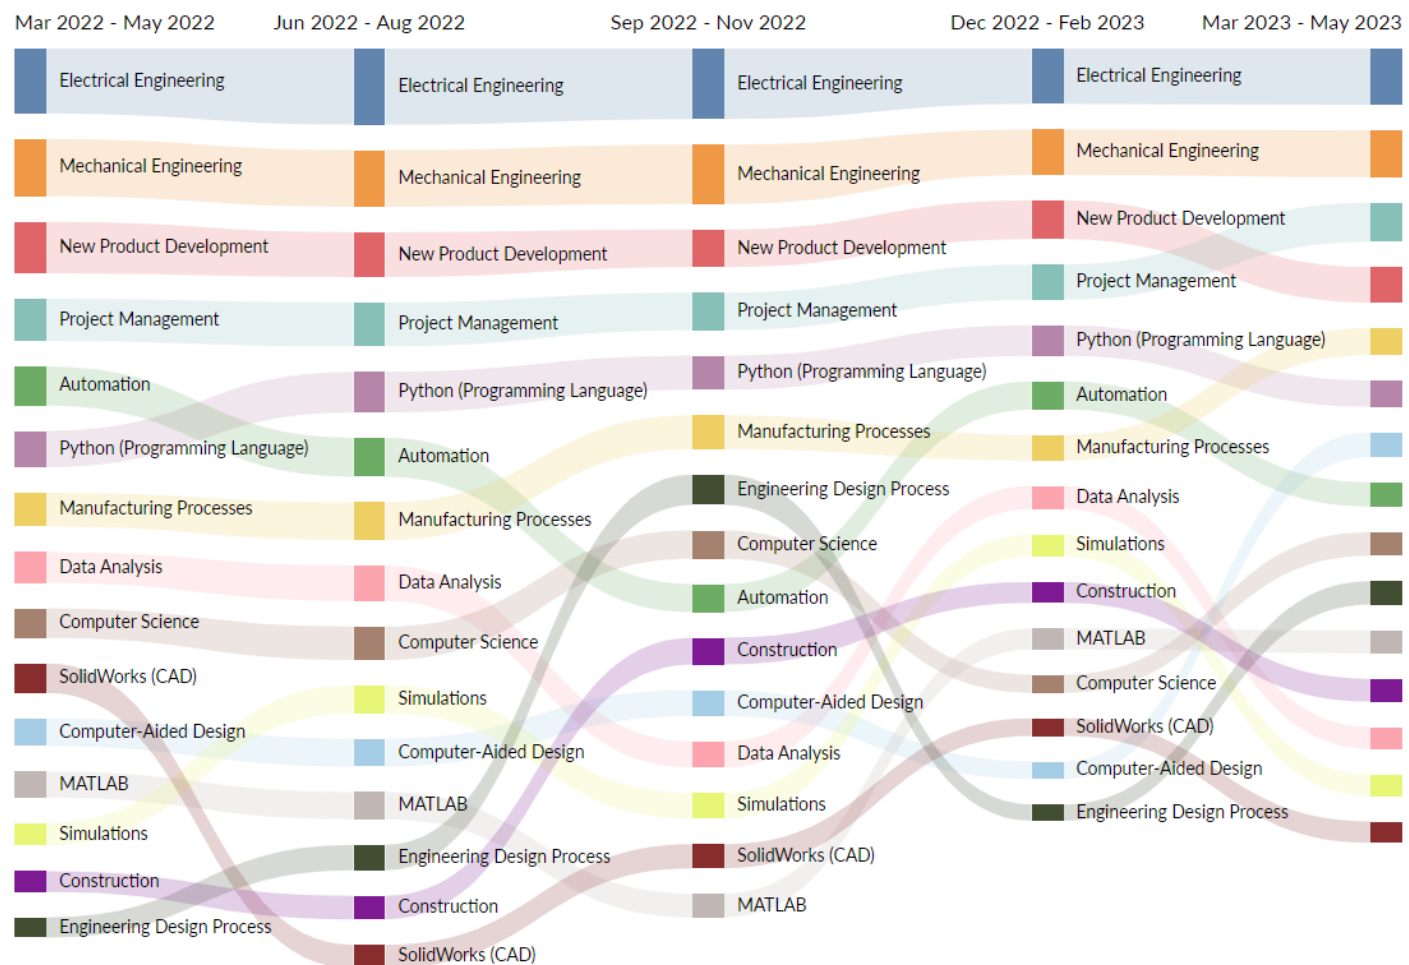 Mar 2022 - May 2022
Jun 2022 - Aug 2022
Sep 2022 - Nov 2022
Dec 2022 - Feb 2023
Mar 2023 - May 2023
Electrical Engineering
Mechanical Engineering
New Product Development
Project Management
Automation
Python (Programming Language)
Manufacturing Processes
Data Analysis
Computer Science
SolidWorks (CAD)
Computer-Aided Design
MATLAB
Simulations
Construction
Engineering Design Process
Electrical Engineering
Mechanical Engineering
New Product Development
Project Management
Python (Programming Language)
Automation
Manufacturing Processes
Data Analysis
Computer Science
Simulations
Computer-Aided Design
MATLAB
Engineering Design Process
Construction
SolidWorks (CAD)
Electrical Engineering
Mechanical Engineering
New Product Development
Project Management
Python (Programming Language)
Manufacturing Processes
Engineering Design Process
Computer Science
Automation
Construction
Computer-Aided Design
Data Analysis
Simulations
SolidWorks (CAD)
MATLAB
Electrical Engineering
Mechanical Engineering
New Product Development
Project Management
Python (Programming Language)
Automation
Manufacturing Processes
Data Analysis
Simulations
Construction
MATLAB
Computer Science
SolidWorks (CAD)
Computer-Aided Design
Engineering Design Process